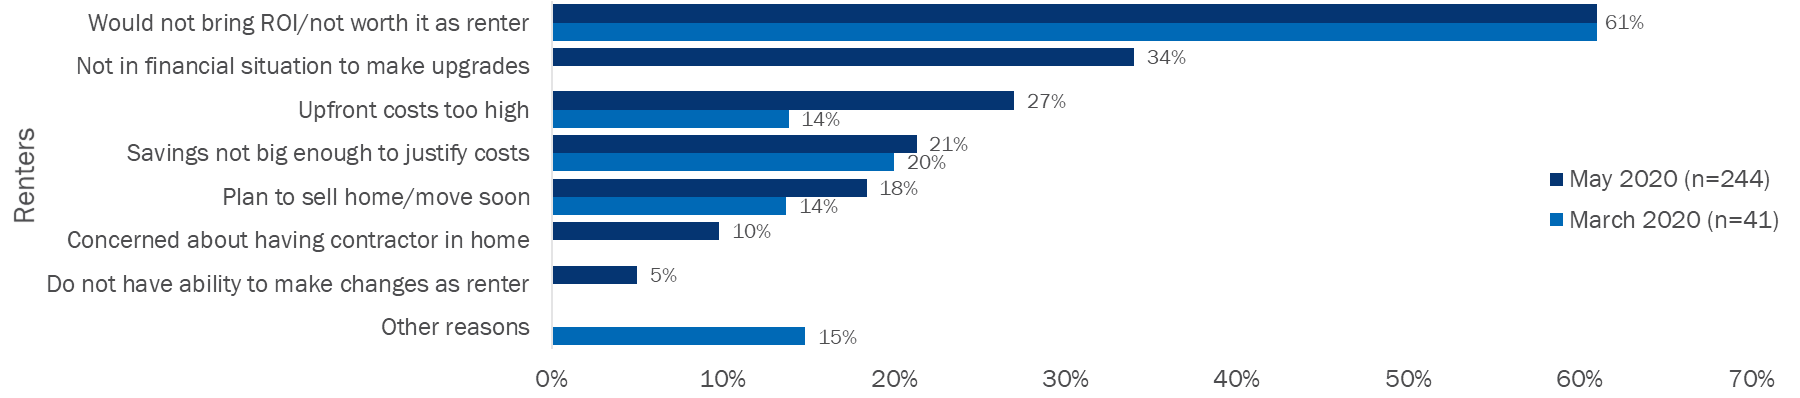 Renters
Would not bring ROI/not worth it as renter
61%
Not in financial situation to make upgrades
34%
Upfront costs too high
27%
14%
Savings not big enough to justify costs
21%
20%
Plan to sell home/move soon
18%
14%
Concerned about having contractor in home
10%
Do not have ability to make changes as renter
5%
Other reasons
15%
May 2020 (n=244)
March 2020 (n=41)
0% 10% 20% 30% 40% 50% 60% 70%